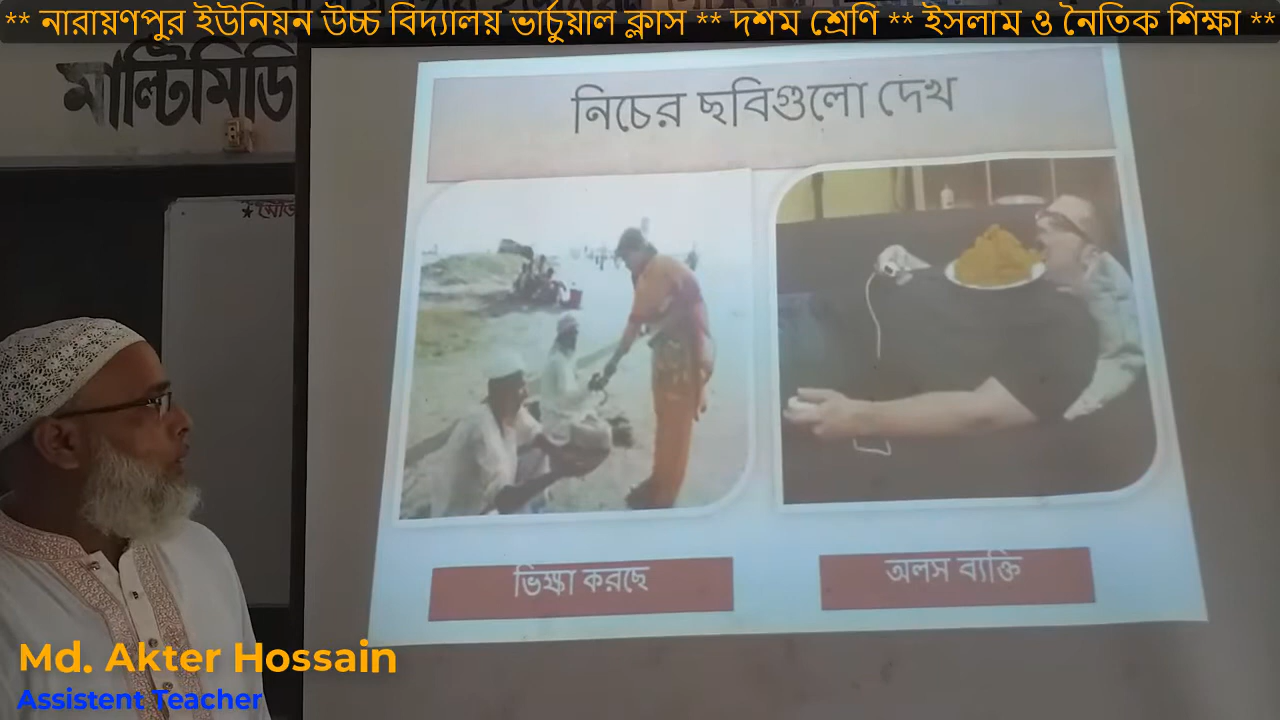 ** নারায়ণপুর ইউনিয়ন উচ্চ বিদ্যালয় ভার্চুয়াল ক্লাস ** দশম শ্রেণি ** ইসলাম ও নৈতিক শিক্ষা **
মাল্টিমিডি
নিচের ছবিগুলো দেখ
ভিক্ষা করছে
অলস ব্যক্তি
Md. Akter Hossain
Assistent Teacher